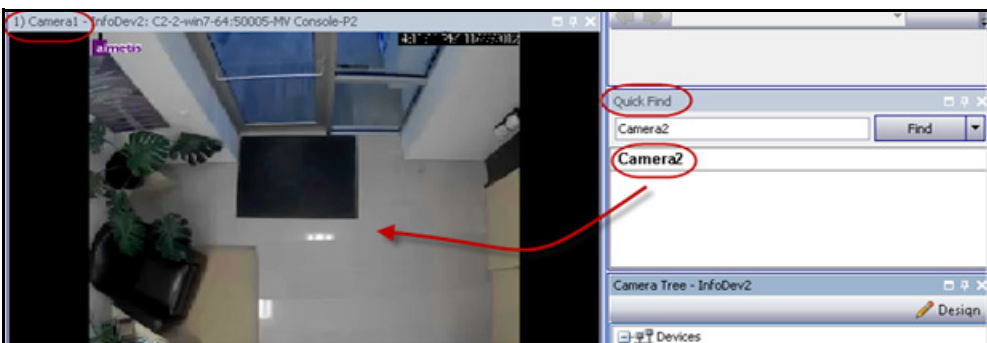 1) Camera1 - InfoDev2: C2-2-win7-64:50005-MV Console-P2
aimetis
Quick Find
Camera2
Find
Camera2
Camera Tree - InfoDev2
Design
Devices